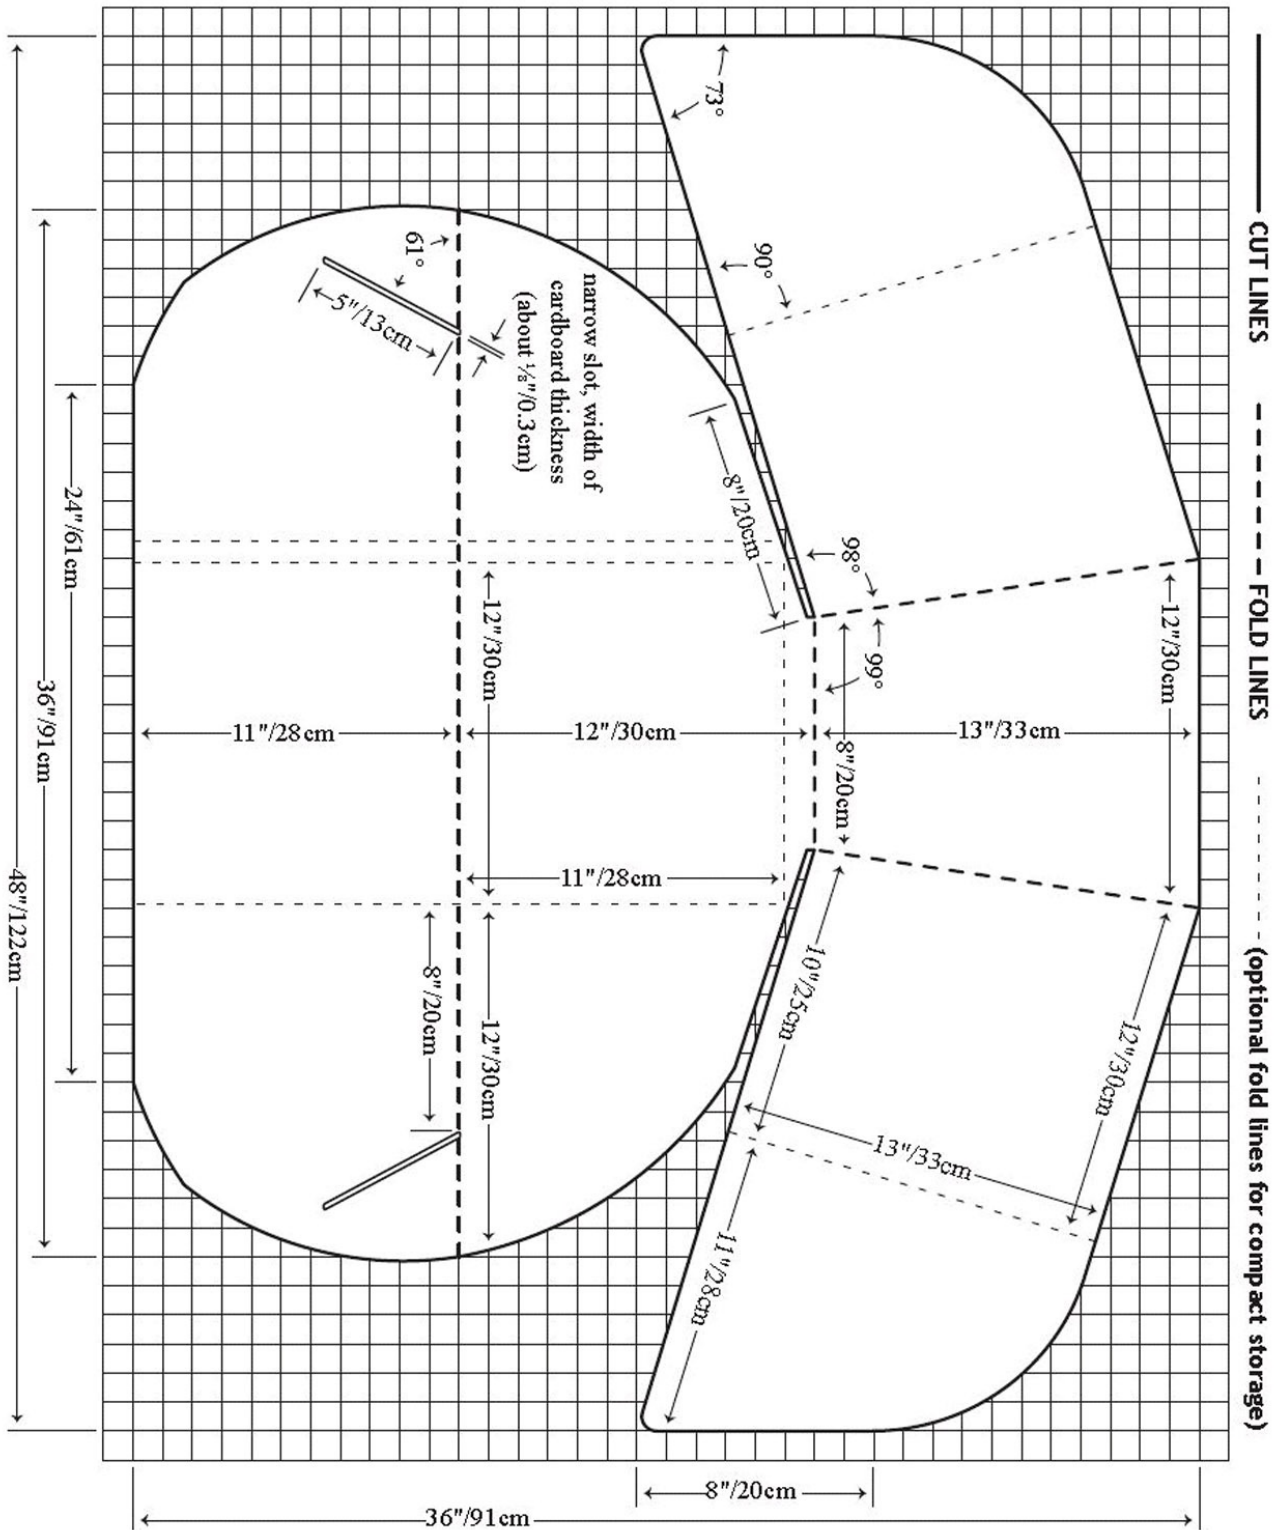 CUT LINES
FOLD LINES
(optional fold lines for compact storage)
73°
90°
98°
99°
61°
5"/13cm
narrow slot, width of
cardboard thickness
(about ⅛"/0.3cm)
8"/20cm
12"/30cm
12"/30cm
11"/28cm
12"/30cm
13"/33cm
8"/20cm
11"/28cm
8"/20cm
12"/30cm
10"/25cm
12"/30cm
13"/33cm
11"/28cm
24"/61cm
36"/91cm
48"/122cm
8"/20cm
36"/91cm